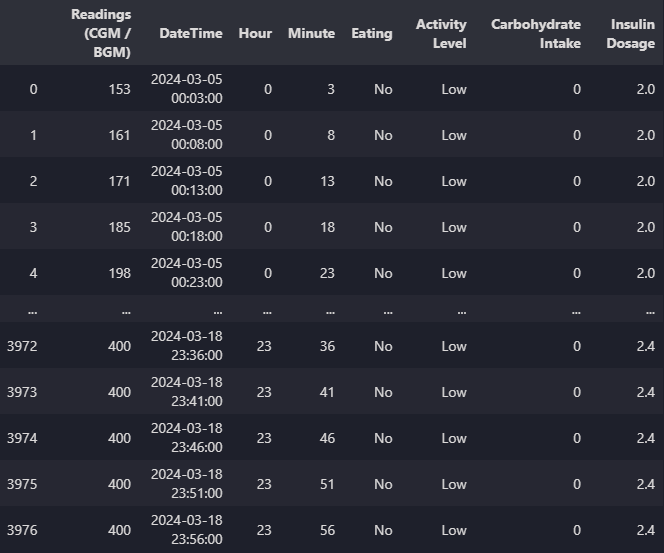 Readings (CGM / BGM) DateTime Hour Minute Eating Activity Level Carbohydrate Intake Insulin Dosage
0 153 2024-03-05 00:03:00 0 3 No Low 0 2.0
1 161 2024-03-05 00:08:00 0 8 No Low 0 2.0
2 171 2024-03-05 00:13:00 0 13 No Low 0 2.0
3 185 2024-03-05 00:18:00 0 18 No Low 0 2.0
4 198 2024-03-05 00:23:00 0 23 No Low 0 2.0
... ... ... ... ... ... ... ... ...
3972 400 2024-03-18 23:36:00 23 36 No Low 0 2.4
3973 400 2024-03-18 23:41:00 23 41 No Low 0 2.4
3974 400 2024-03-18 23:46:00 23 46 No Low 0 2.4
3975 400 2024-03-18 23:51:00 23 51 No Low 0 2.4
3976 400 2024-03-18 23:56:00 23 56 No Low 0 2.4